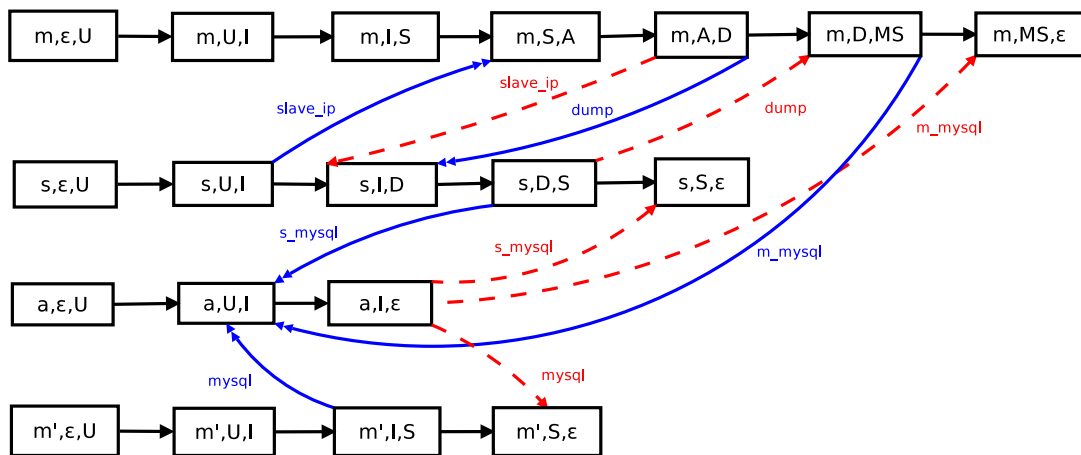 m,ε,U
m,U,I
m,I,S
m,S,A
m,A,D
m,D,MS
m,MS,ε
slave_ip
slave_ip
dump
dump
m_mysql
s,ε,U
s,U,I
s,I,D
s,D,S
s,S,ε
s_mysql
s_mysql
m_mysql
a,ε,U
a,U,I
a,I,ε
mysql
mysql
m',ε,U
m',U,I
m',I,S
m',S,ε